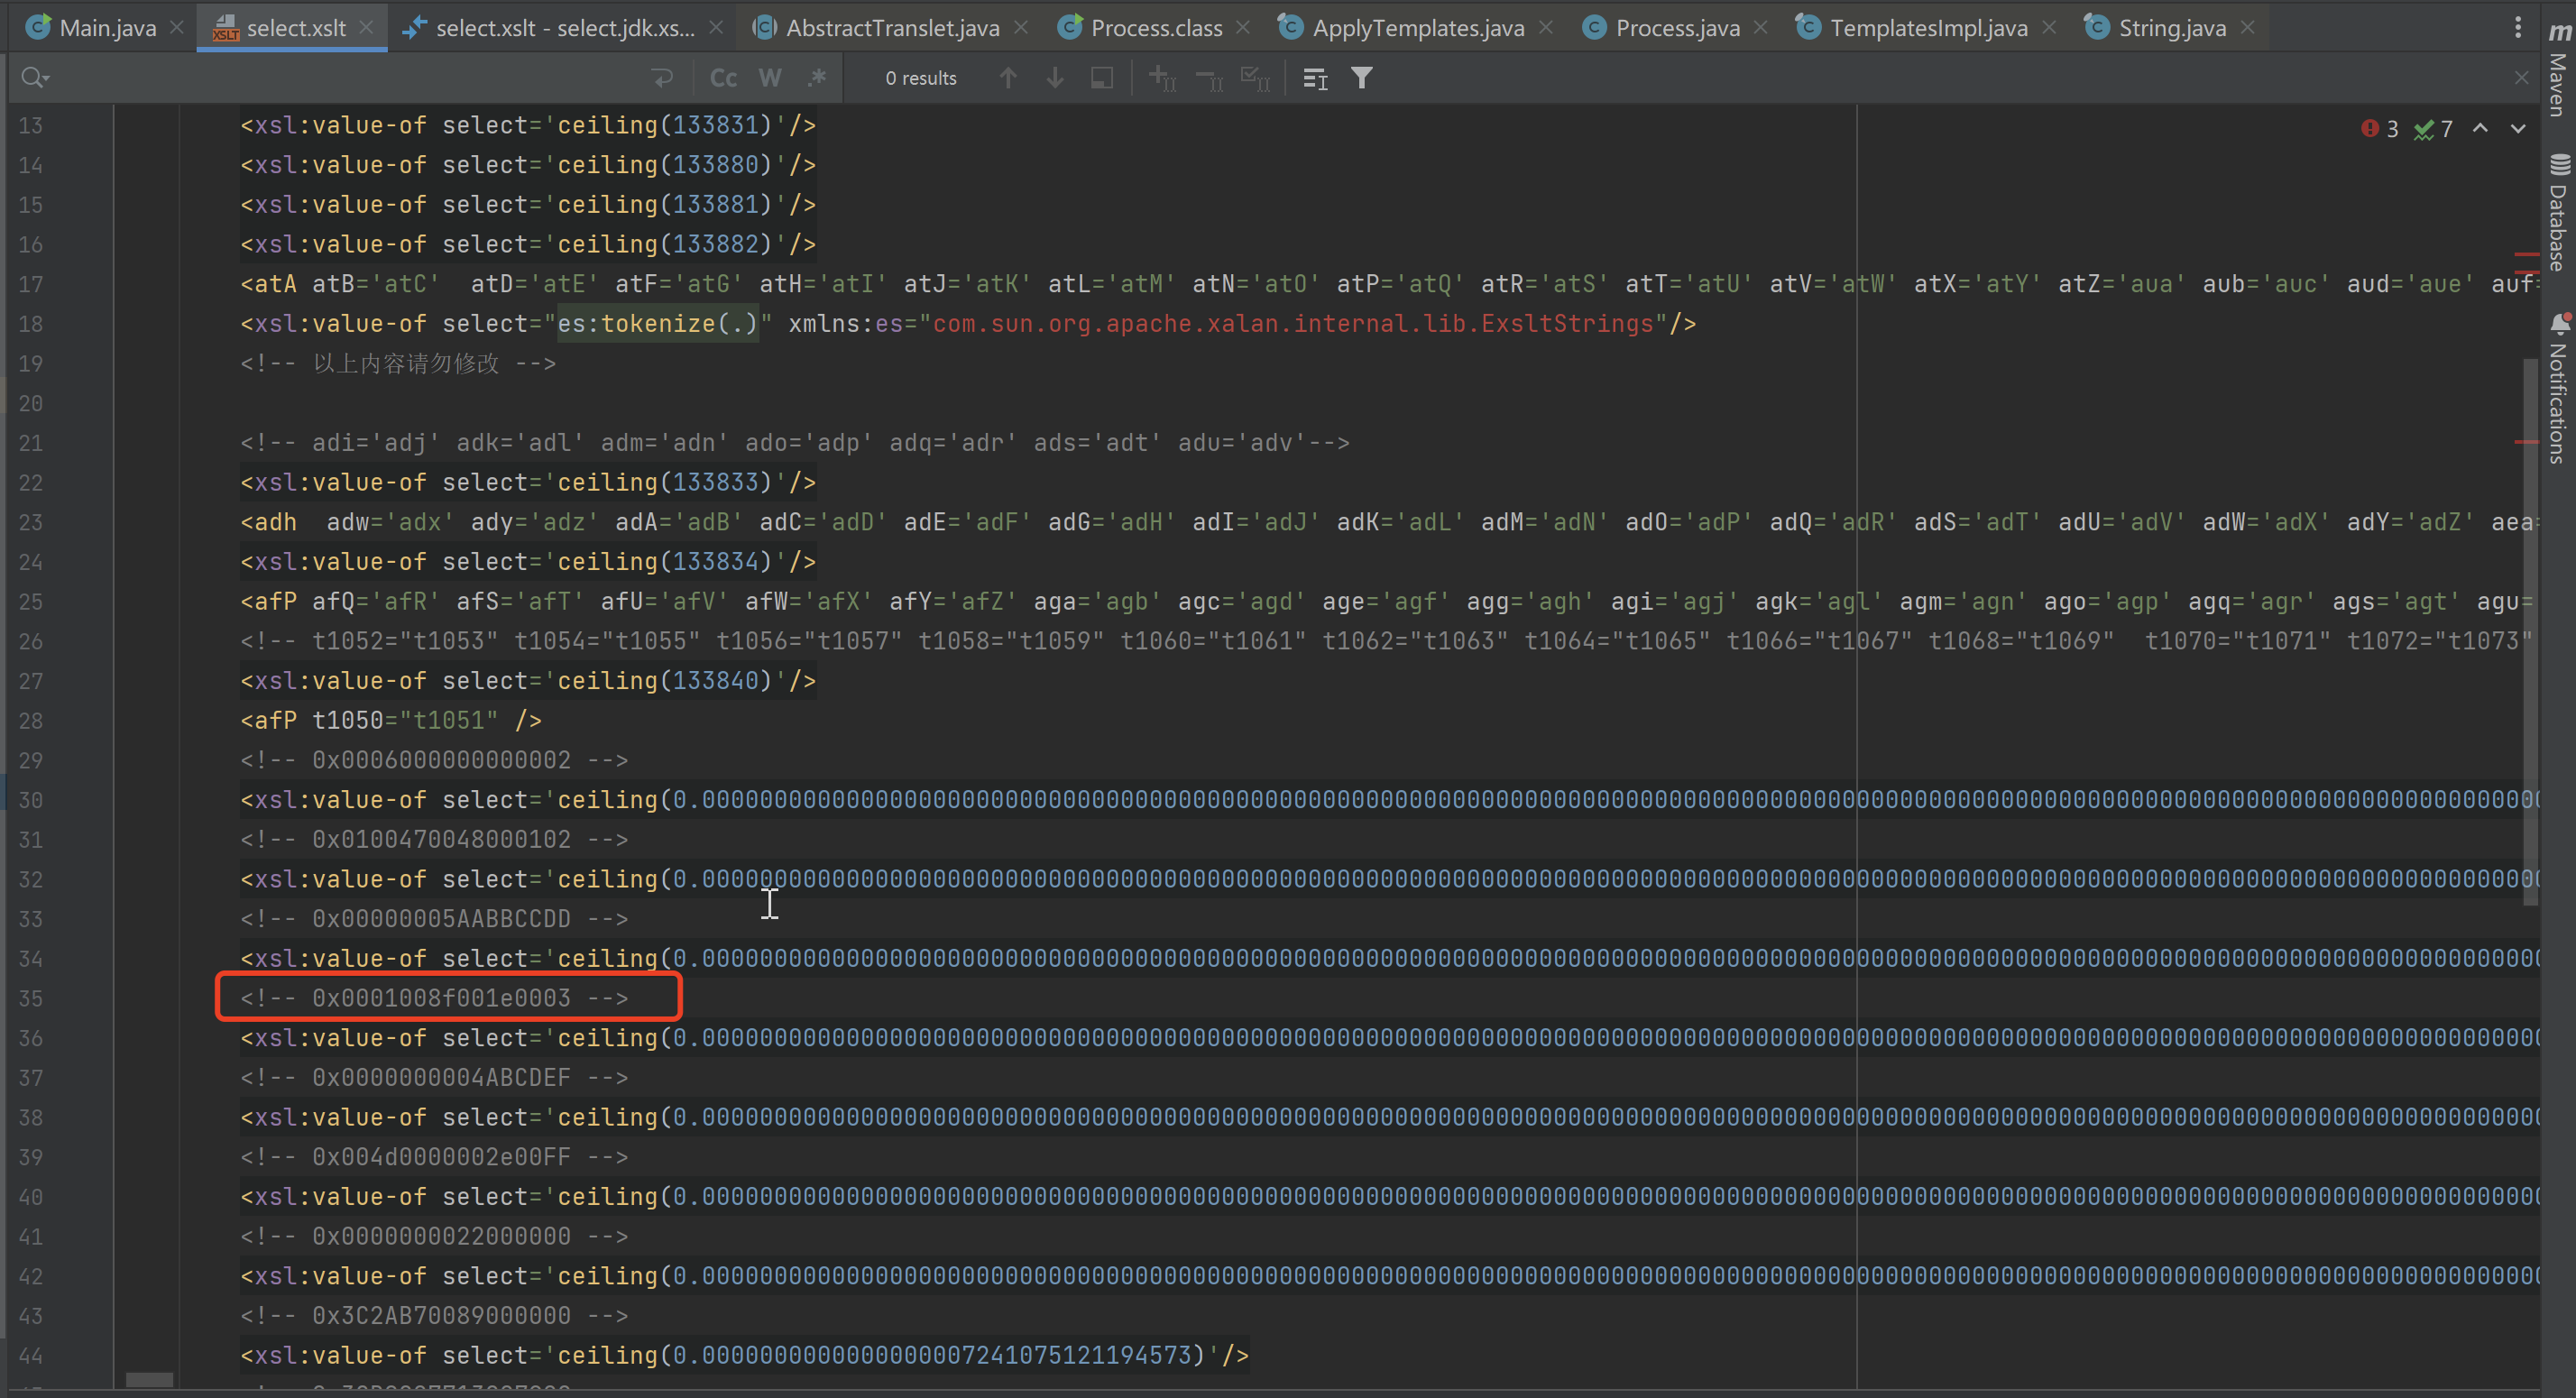 Main.java select.xslt select.xslt - select.jdk.xs... AbstractTranslet.java Process.class ApplyTemplates.java Process.java TemplatesImpl.java String.java
Cc W .* 0 results
3 7
13 <xsl:value-of select='ceiling(133831)'/>
14 <xsl:value-of select='ceiling(133880)'/>
15 <xsl:value-of select='ceiling(133881)'/>
16 <xsl:value-of select='ceiling(133882)'/>
17 <atA atB='atC'  atD='atE' atF='atG' atH='atI' atJ='atK' atL='atM' atN='atO' atP='atQ' atR='atS' atT='atU' atV='atW' atX='atY' atZ='aua' aub='auc' aud='aue' auf=
18 <xsl:value-of select="es:tokenize(.)" xmlns:es="com.sun.org.apache.xalan.internal.lib.ExsltStrings"/>
19 <!-- 以上内容请勿修改 -->
20
21 <!-- adi='adj' adk='adl' adm='adn' ado='adp' adq='adr' ads='adt' adu='adv'-->
22 <xsl:value-of select='ceiling(133833)'/>
23 <adh  adw='adx' ady='adz' adA='adB' adC='adD' adE='adF' adG='adH' adI='adJ' adK='adL' adM='adN' adO='adP' adQ='adR' adS='adT' adU='adV' adW='adX' adY='adZ' aea=
24 <xsl:value-of select='ceiling(133834)'/>
25 <afP afQ='afR' afS='afT' afU='afV' afW='afX' afY='afZ' aga='agb' agc='agd' age='agf' agg='agh' agi='agj' agk='agl' agm='agn' ago='agp' agq='agr' ags='agt' agu=
26 <!-- t1052="t1053" t1054="t1055" t1056="t1057" t1058="t1059" t1060="t1061" t1062="t1063" t1064="t1065" t1066="t1067" t1068="t1069"  t1070="t1071" t1072="t1073"
27 <xsl:value-of select='ceiling(133840)'/>
28 <afP t1050="t1051" />
29 <!-- 0x0006000000000002 -->
30 <xsl:value-of select='ceiling(
31 <!-- 0x0100470048000102 -->
32 <xsl:value-of select='ceiling(
33 <!-- 0x00000005AABBCCDD -->
34 <xsl:value-of select='ceiling(
35 <!-- 0x0001008f001e0003 -->
36 <xsl:value-of select='ceiling(
37 <!-- 0x0000000004ABCDEF -->
38 <xsl:value-of select='ceiling(
39 <!-- 0x004d0000002e00FF -->
40 <xsl:value-of select='ceiling(
41 <!-- 0x0000000022000000 -->
42 <xsl:value-of select='ceiling(
43 <!-- 0x3C2AB70089000000 -->
44 <xsl:value-of select='ceiling(0.0000000000000000007241075121194573)'/>
m Maven
Database
Notifications